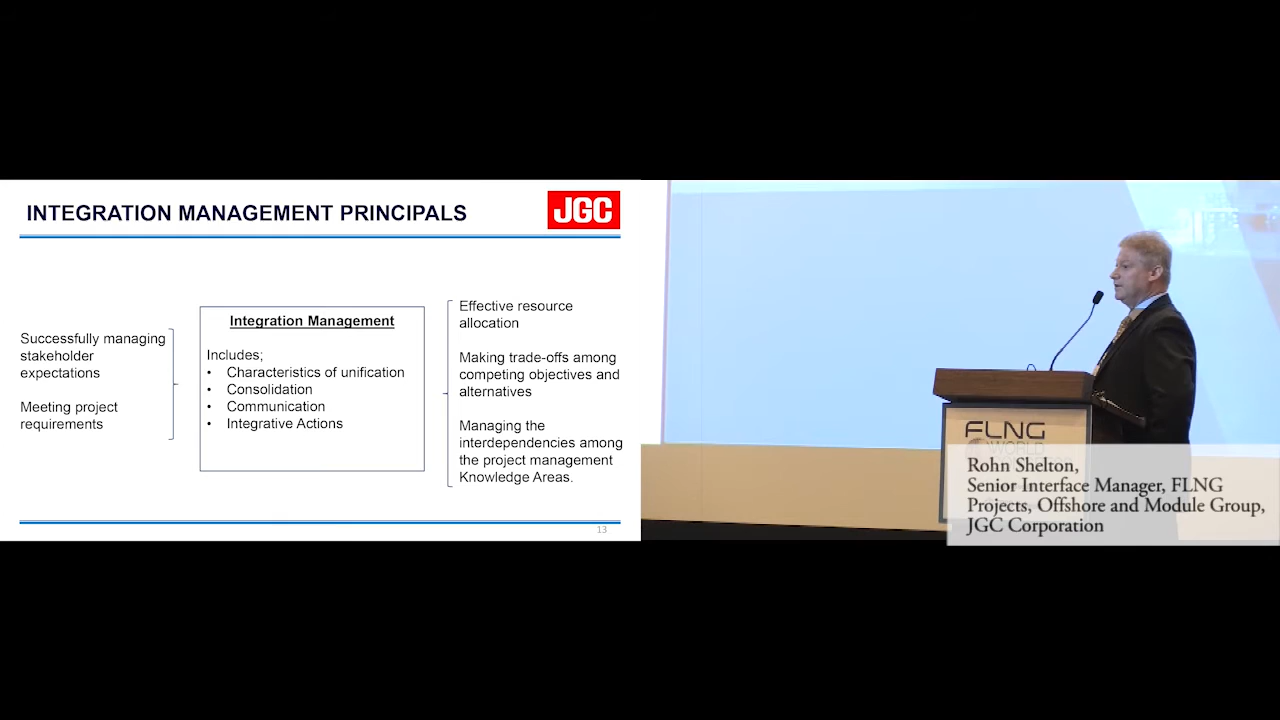 INTEGRATION MANAGEMENT PRINCIPALS
JGC
Successfully managing
stakeholder
expectations
Meeting project
requirements
Integration Management
Includes;
• Characteristics of unification
• Consolidation
• Communication
• Integrative Actions
Effective resource
allocation
Making trade-offs among
competing objectives and
alternatives
Managing the
interdependencies among
the project management
Knowledge Areas.
13
FLNG
WORLD
Rohn Shelton,
Senior Interface Manager, FLNG
Projects, Offshore and Module Group,
JGC Corporation